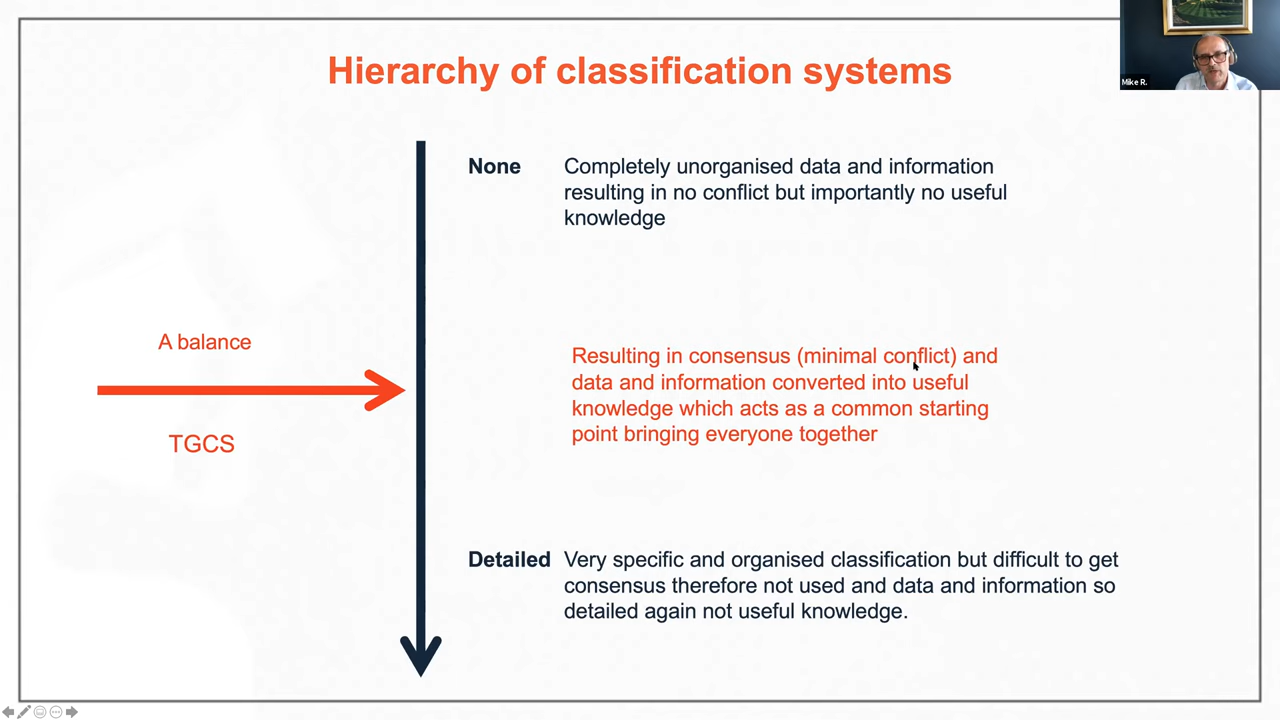 Hierarchy of classification systems
Mike R.
None
Completely unorganised data and information
resulting in no conflict but importantly no useful
knowledge
A balance
TGCS
Resulting in consensus (minimal conflict) and
data and information converted into useful
knowledge which acts as a common starting
point bringing everyone together
Detailed
Very specific and organised classification but difficult to get
consensus therefore not used and data and information so
detailed again not useful knowledge.